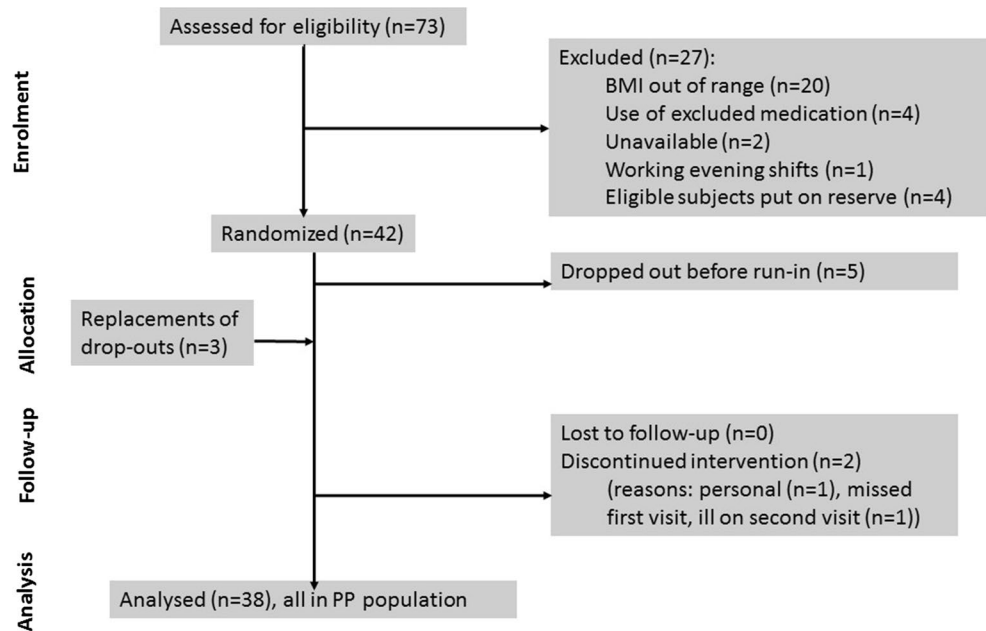 Assessed for eligibility (n=73)
Enrolment
Excluded (n=27):
BMI out of range (n=20)
Use of excluded medication (n=4)
Unavailable (n=2)
Working evening shifts (n=1)
Eligible subjects put on reserve (n=4)
Randomized (n=42)
Allocation
Dropped out before run-in (n=5)
Replacements of
drop-outs (n=3)
Follow-up
Lost to follow-up (n=0)
Discontinued intervention (n=2)
(reasons: personal (n=1), missed
first visit, ill on second visit (n=1))
Analysis
Analysed (n=38), all in PP population